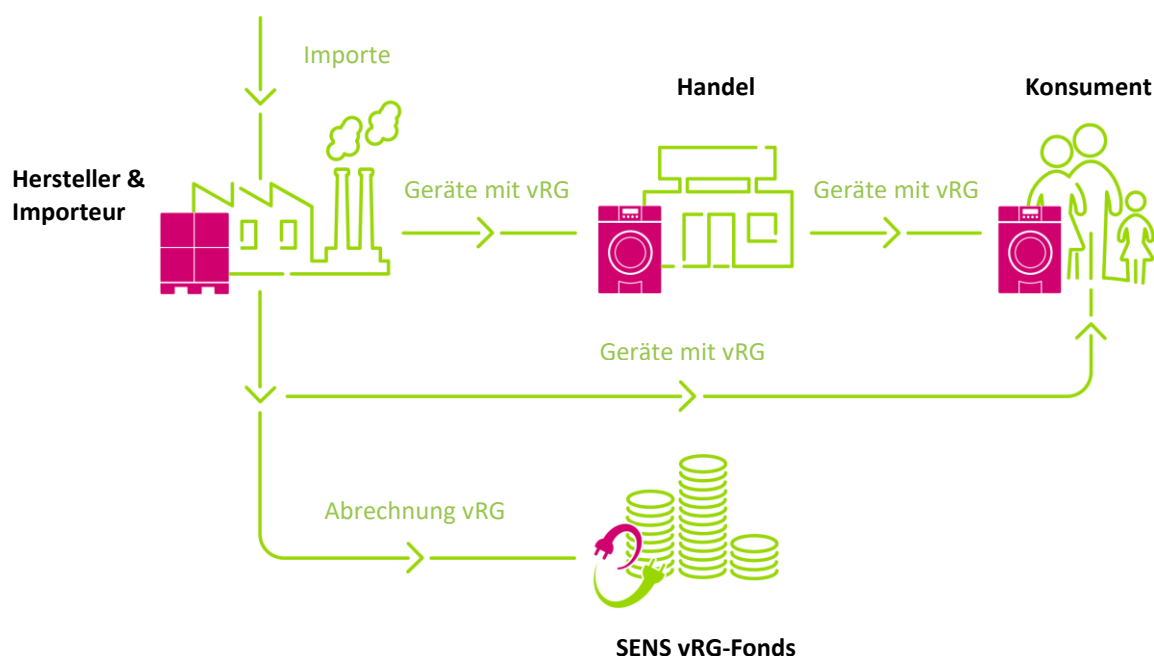 Importe
Handel
Konsument
Hersteller &
Importeur
Geräte mit vRG
Geräte mit vRG
Geräte mit vRG
Abrechnung vRG
SENS vRG-Fonds